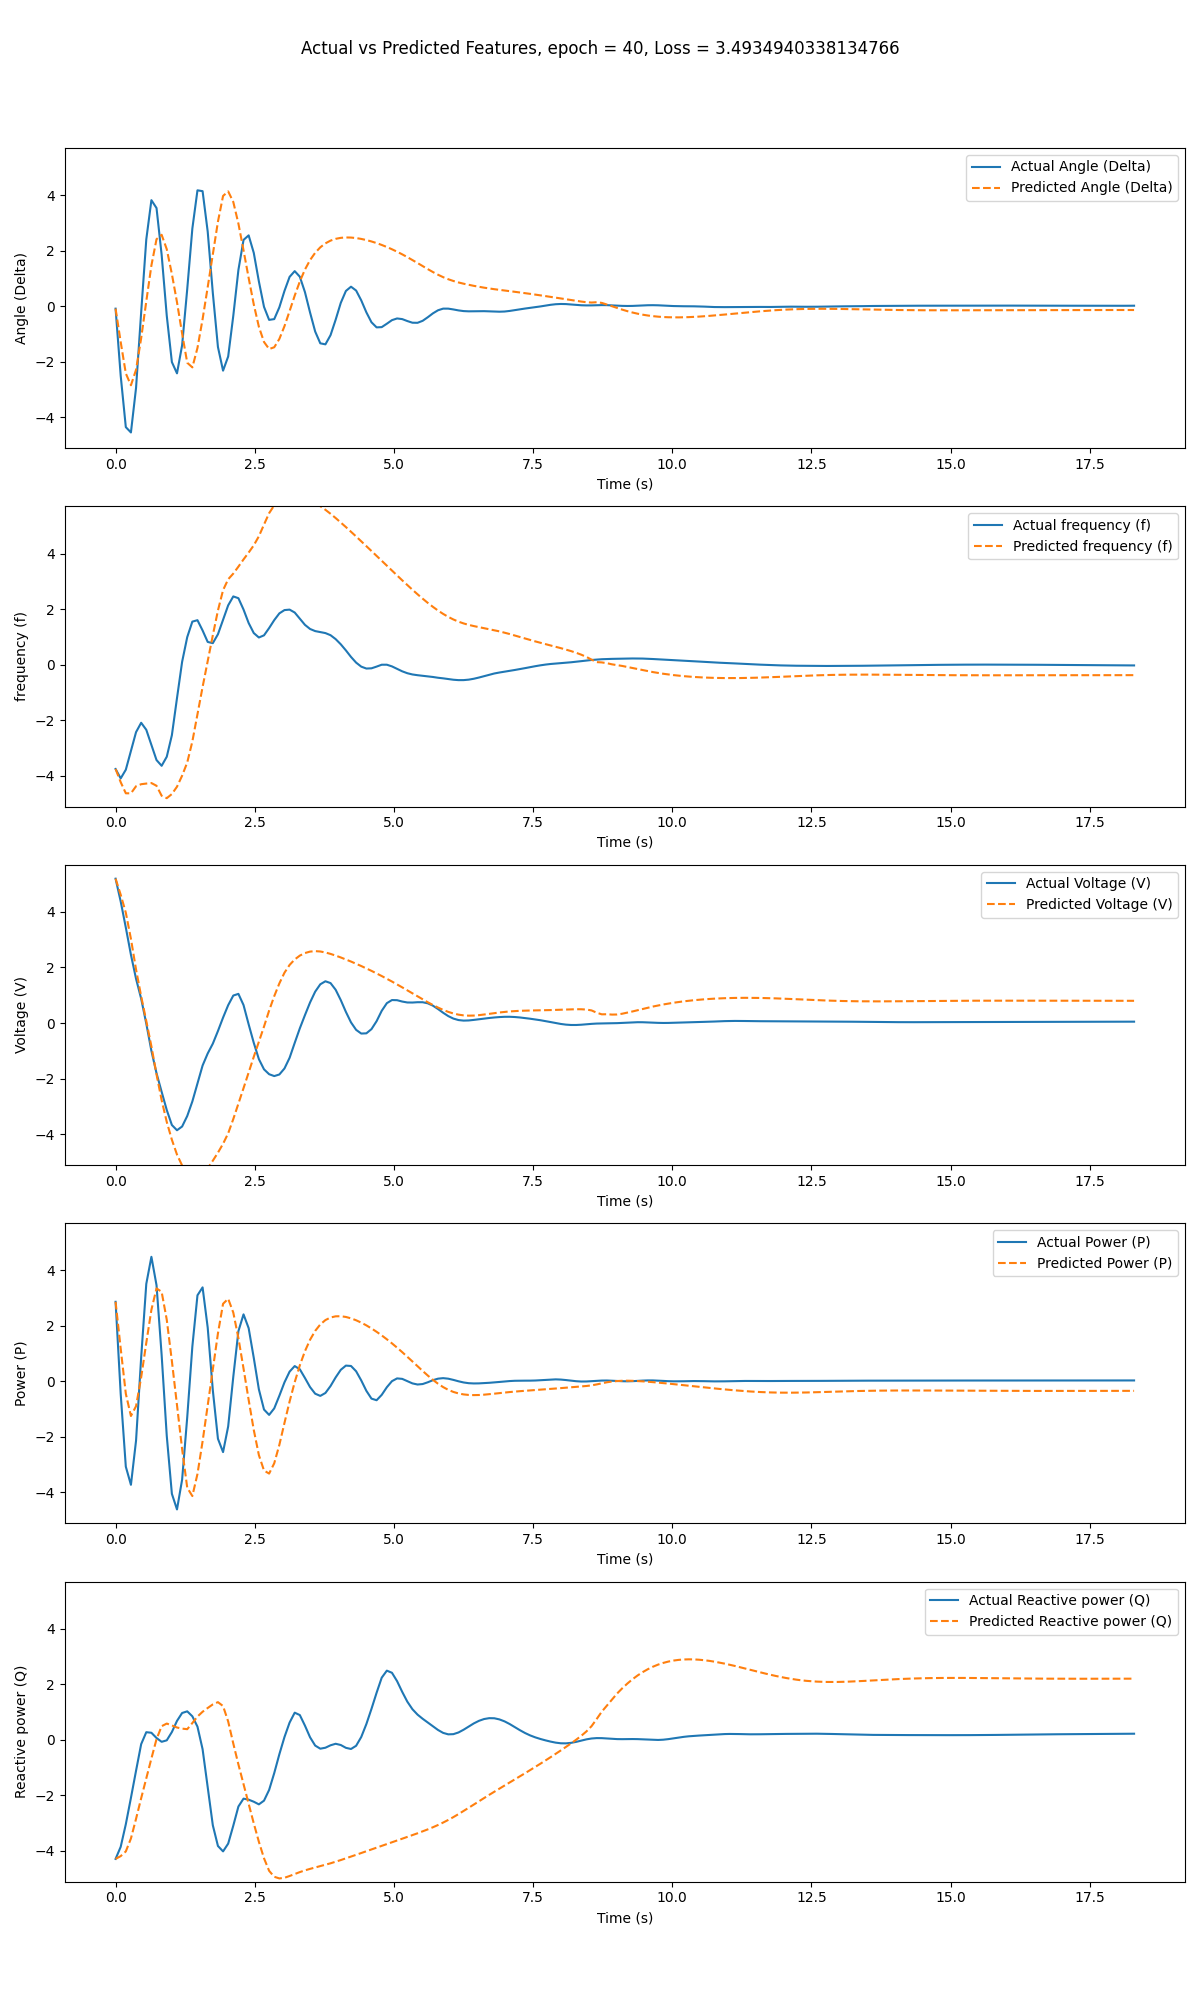 Actual vs Predicted Features, epoch = 40, Loss = 3.4934940338134766
Actual Angle (Delta)
Predicted Angle (Delta)
Angle (Delta)
4
2
0
−2
−4
0.0 2.5 5.0 7.5 10.0 12.5 15.0 17.5
Time (s)
Actual frequency (f)
Predicted frequency (f)
frequency (f)
4
2
0
−2
−4
0.0 2.5 5.0 7.5 10.0 12.5 15.0 17.5
Time (s)
Actual Voltage (V)
Predicted Voltage (V)
Voltage (V)
4
2
0
−2
−4
0.0 2.5 5.0 7.5 10.0 12.5 15.0 17.5
Time (s)
Actual Power (P)
Predicted Power (P)
Power (P)
4
2
0
−2
−4
0.0 2.5 5.0 7.5 10.0 12.5 15.0 17.5
Time (s)
Actual Reactive power (Q)
Predicted Reactive power (Q)
Reactive power (Q)
4
2
0
−2
−4
0.0 2.5 5.0 7.5 10.0 12.5 15.0 17.5
Time (s)